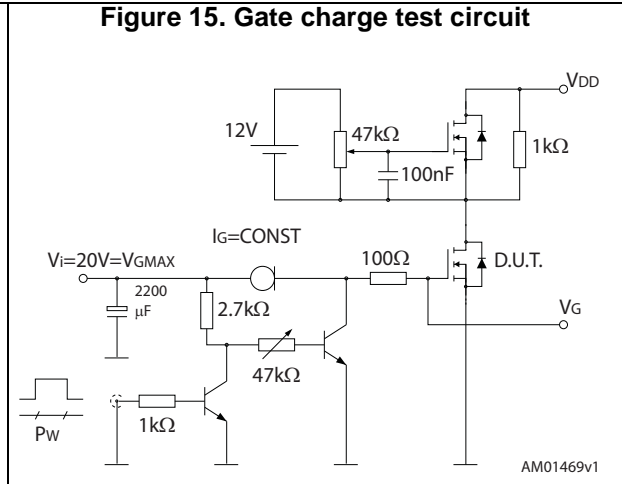 Figure 15. Gate charge test circuit
VDD
12V
47kΩ
1kΩ
100nF
IG=CONST
Vi=20V=VGMAX
100Ω
D.U.T.
2200
μF
2.7kΩ
VG
47kΩ
1kΩ
PW
AM01469v1